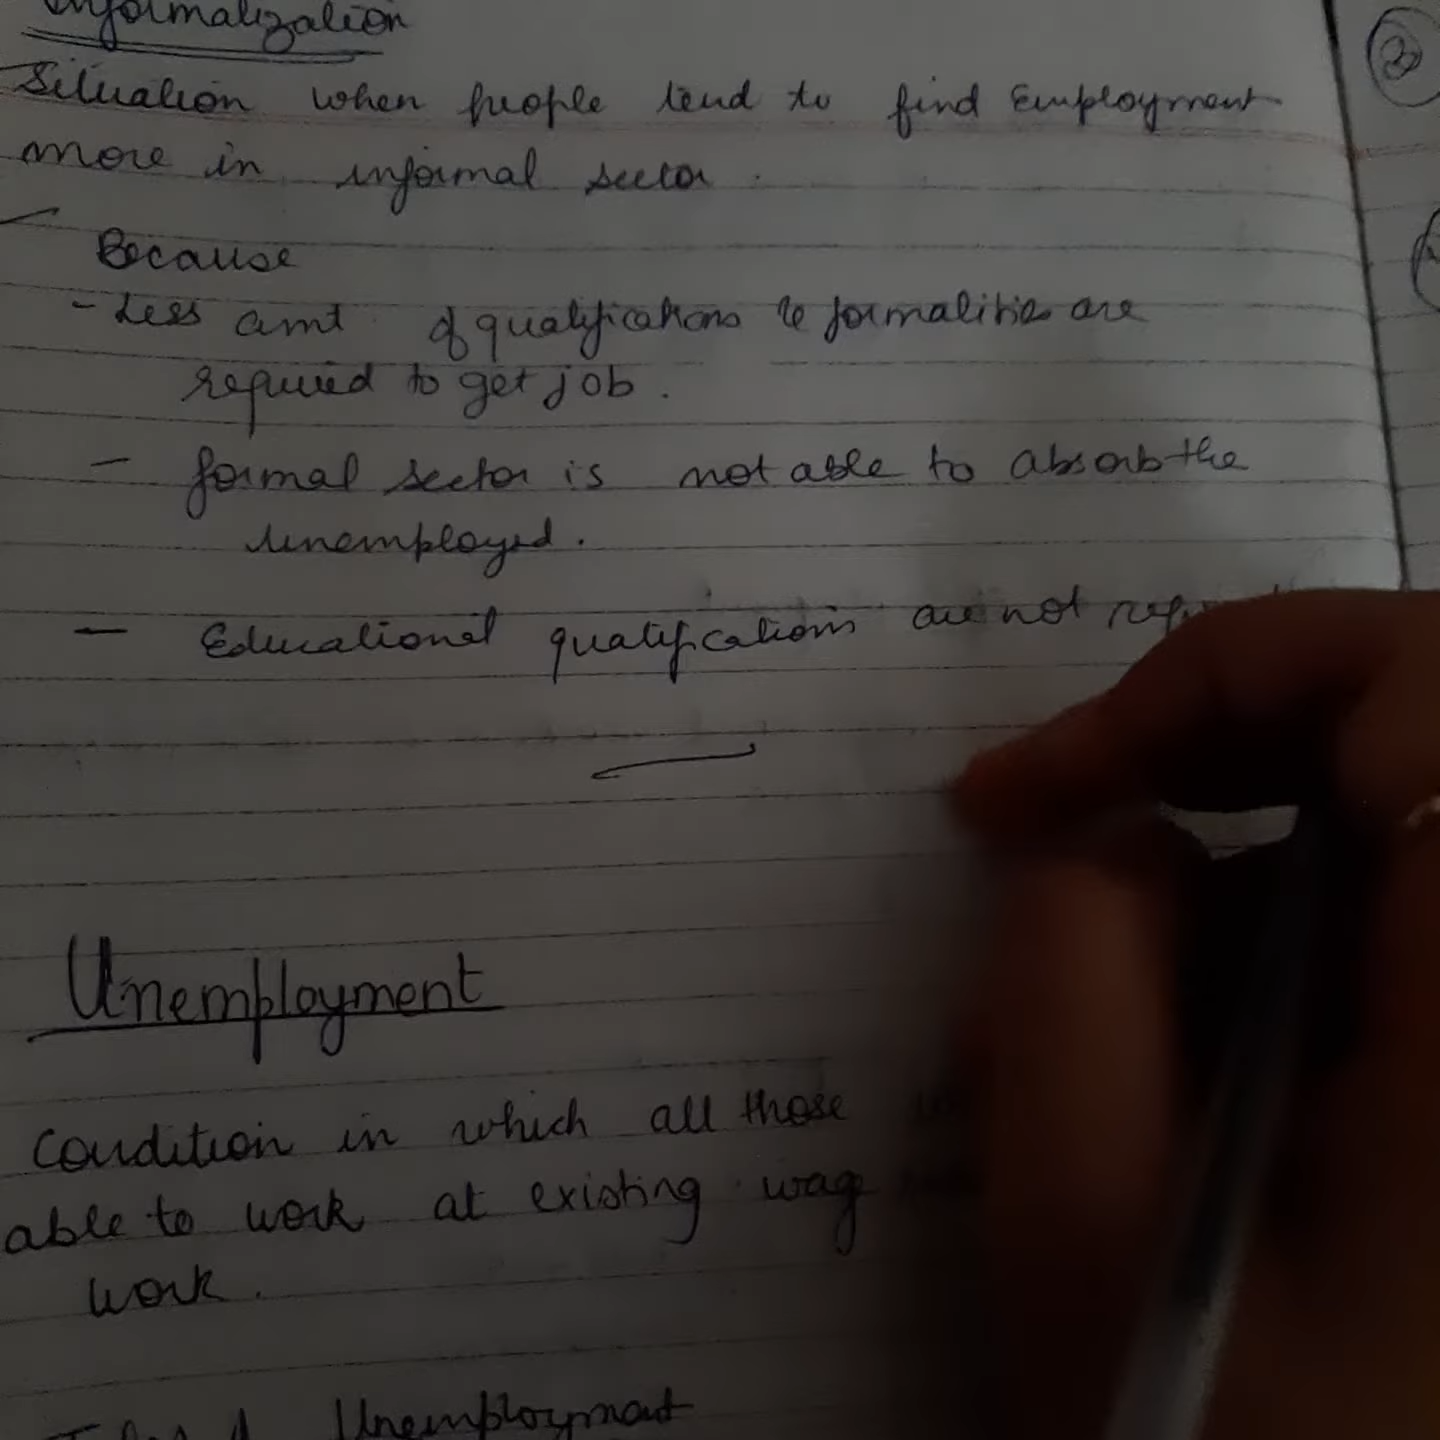 Informalization
Situation when people tend to find Employment
more in informal sector.
Because
- Less amt of qualifications & formalities are
required to get job.
- formal sector is not able to absorb the
unemployed.
- Educational qualifications are not
Unemployment
Condition in which all those
able to work at existing wage
work.
Unemployment